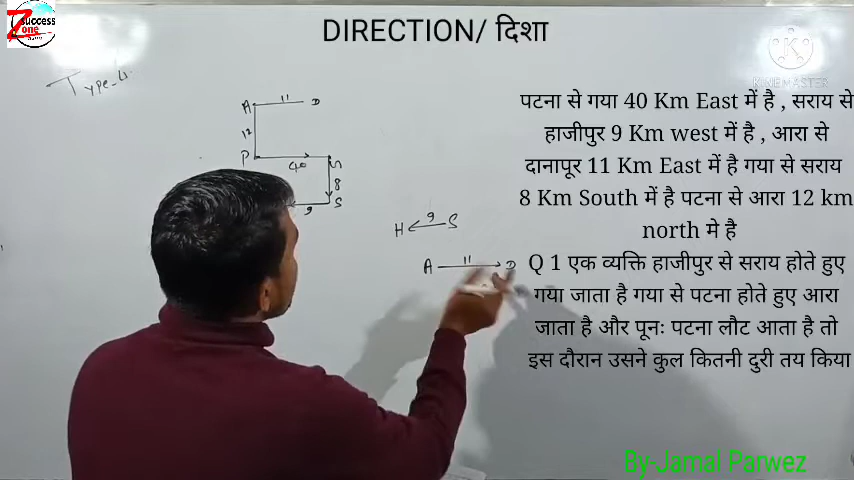 Success
Zone
DIRECTION/ दिशा
KINEMASTER
Type-4
A 11 D
12
P 40 G
8
9 S
H 9 S
A 11 D
पटना से गया 40 Km East में है , सराय से
हाजीपुर 9 Km west में है , आरा से
दानापूर 11 Km East में है गया से सराय
8 Km South में है पटना से आरा 12 km
north मे है
Q 1 एक व्यक्ति हाजीपुर से सराय होते हुए
गया जाता है गया से पटना होते हुए आरा
जाता है और पूनः पटना लौट आता है तो
इस दौरान उसने कुल कितनी दुरी तय किया
By-Jamal Parwez